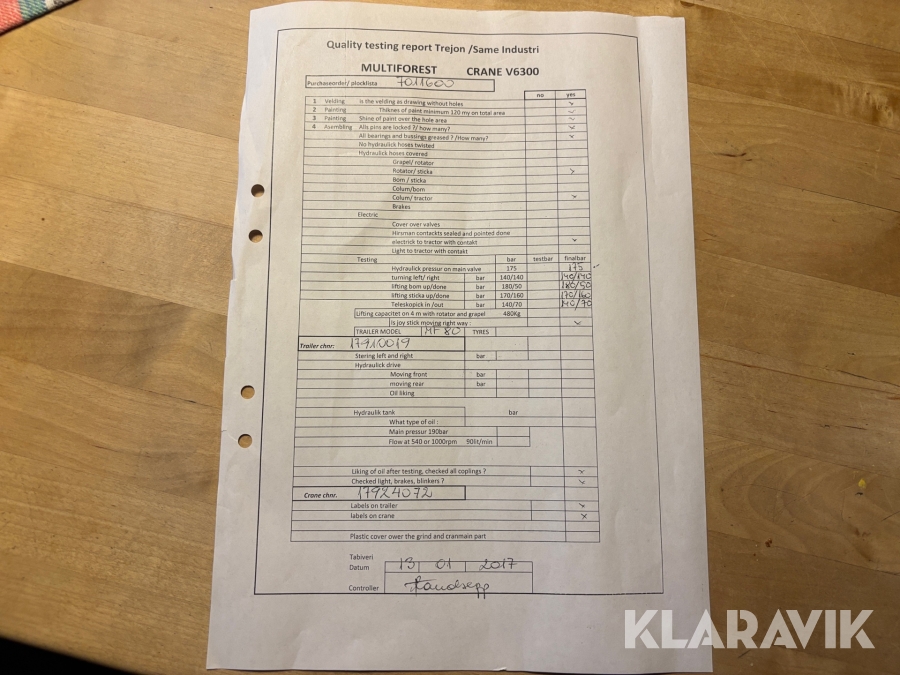 Quality testing report Trejon /Same Industri
MULTIFOREST CRANE V6300
Purchaseorder/ plocklista 7011600
no yes
1 Velding is the velding as drawing without holes
2 Painting Thiknes of paint minimum 120 my on total area
3 Painting Shine of paint over the hole area
4 Asembling Alls pins are locked ?/ how many?
All bearings and bussings greased ? /How many?
No hydraulick hoses twisted
Hydraulick hoses covered
Grapel/ rotator
Rotator/ sticka
Bom / sticka
Colum/bom
Colum/ tractor
Brakes
Electric
Cover over valves
Hirsman contackts sealed and pointed done
electrick to tractor with contakt
Light to tractor with contakt
Testing bar testbar finalbar
Hydraulick pressur on main valve 175 175
turning left/ right bar 140/140 140/140
lifting bom up/done bar 180/50 180/50
lifting sticka up/done bar 170/160 170/160
Teleskopick in /out bar 140/70 140/70
Lifting capacitet on 4 m with rotator and grapel 480Kg
Is joy stick moving right way :
TRAILER MODEL MF 80 TYRES
Trailer chnr: 17910019
Stering left and right bar
Hydraulick drive
Moving front bar
moving rear bar
Oil liking
Hydraulik tank bar
What type of oil :
Main pressur 190bar
Flow at 540 or 1000rpm 90lit/min
Liking of oil after testing, checked all coplings ?
Checked light, brakes, blinkers ?
Crane chnr. 17924072
Labels on trailer
labels on crane
Plastic cover ower the grind and cranmain part
Tabiveri
Datum 13 01 2017
Controller
KLARAVIK